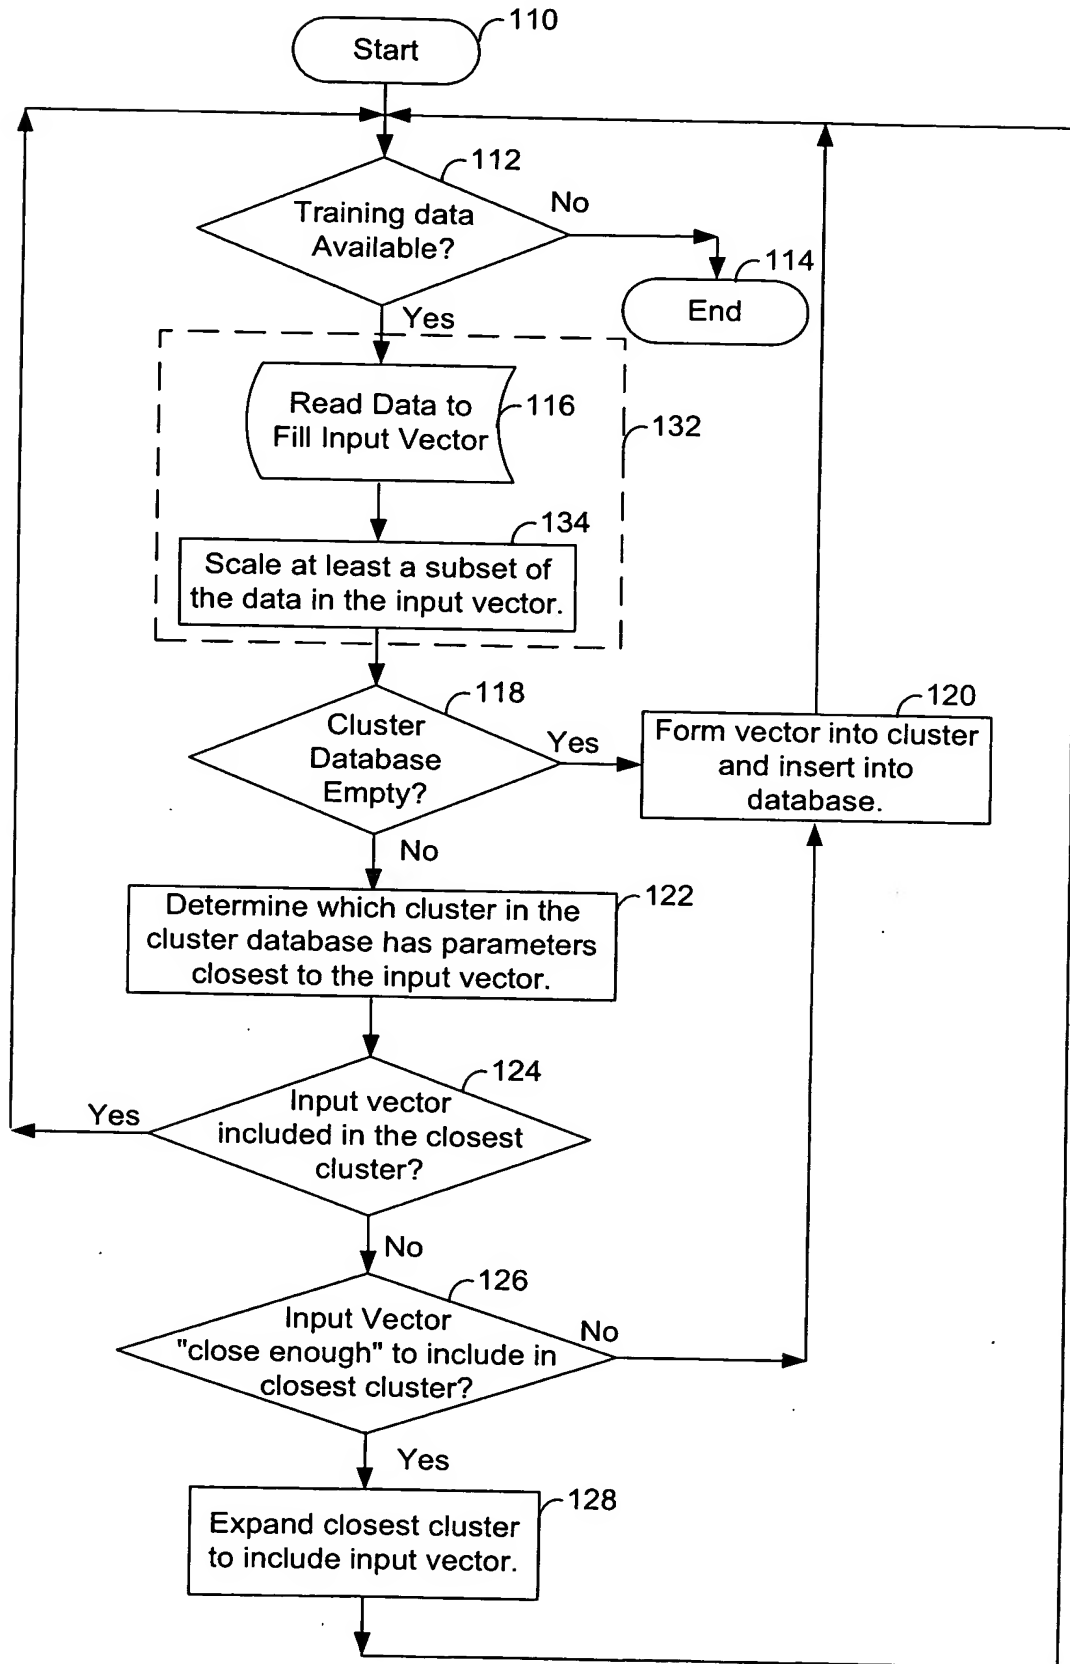 110
Start
112
Training data
Available?
No
114
End
Yes
Read Data to
Fill Input Vector
116
132
134
Scale at least a subset of
the data in the input vector.
118
Cluster
Database
Empty?
Yes
120
Form vector into cluster
and insert into
database.
No
122
Determine which cluster in the
cluster database has parameters
closest to the input vector.
124
Input vector
included in the closest
cluster?
Yes
No
126
Input Vector
"close enough" to include in
closest cluster?
No
Yes
128
Expand closest cluster
to include input vector.